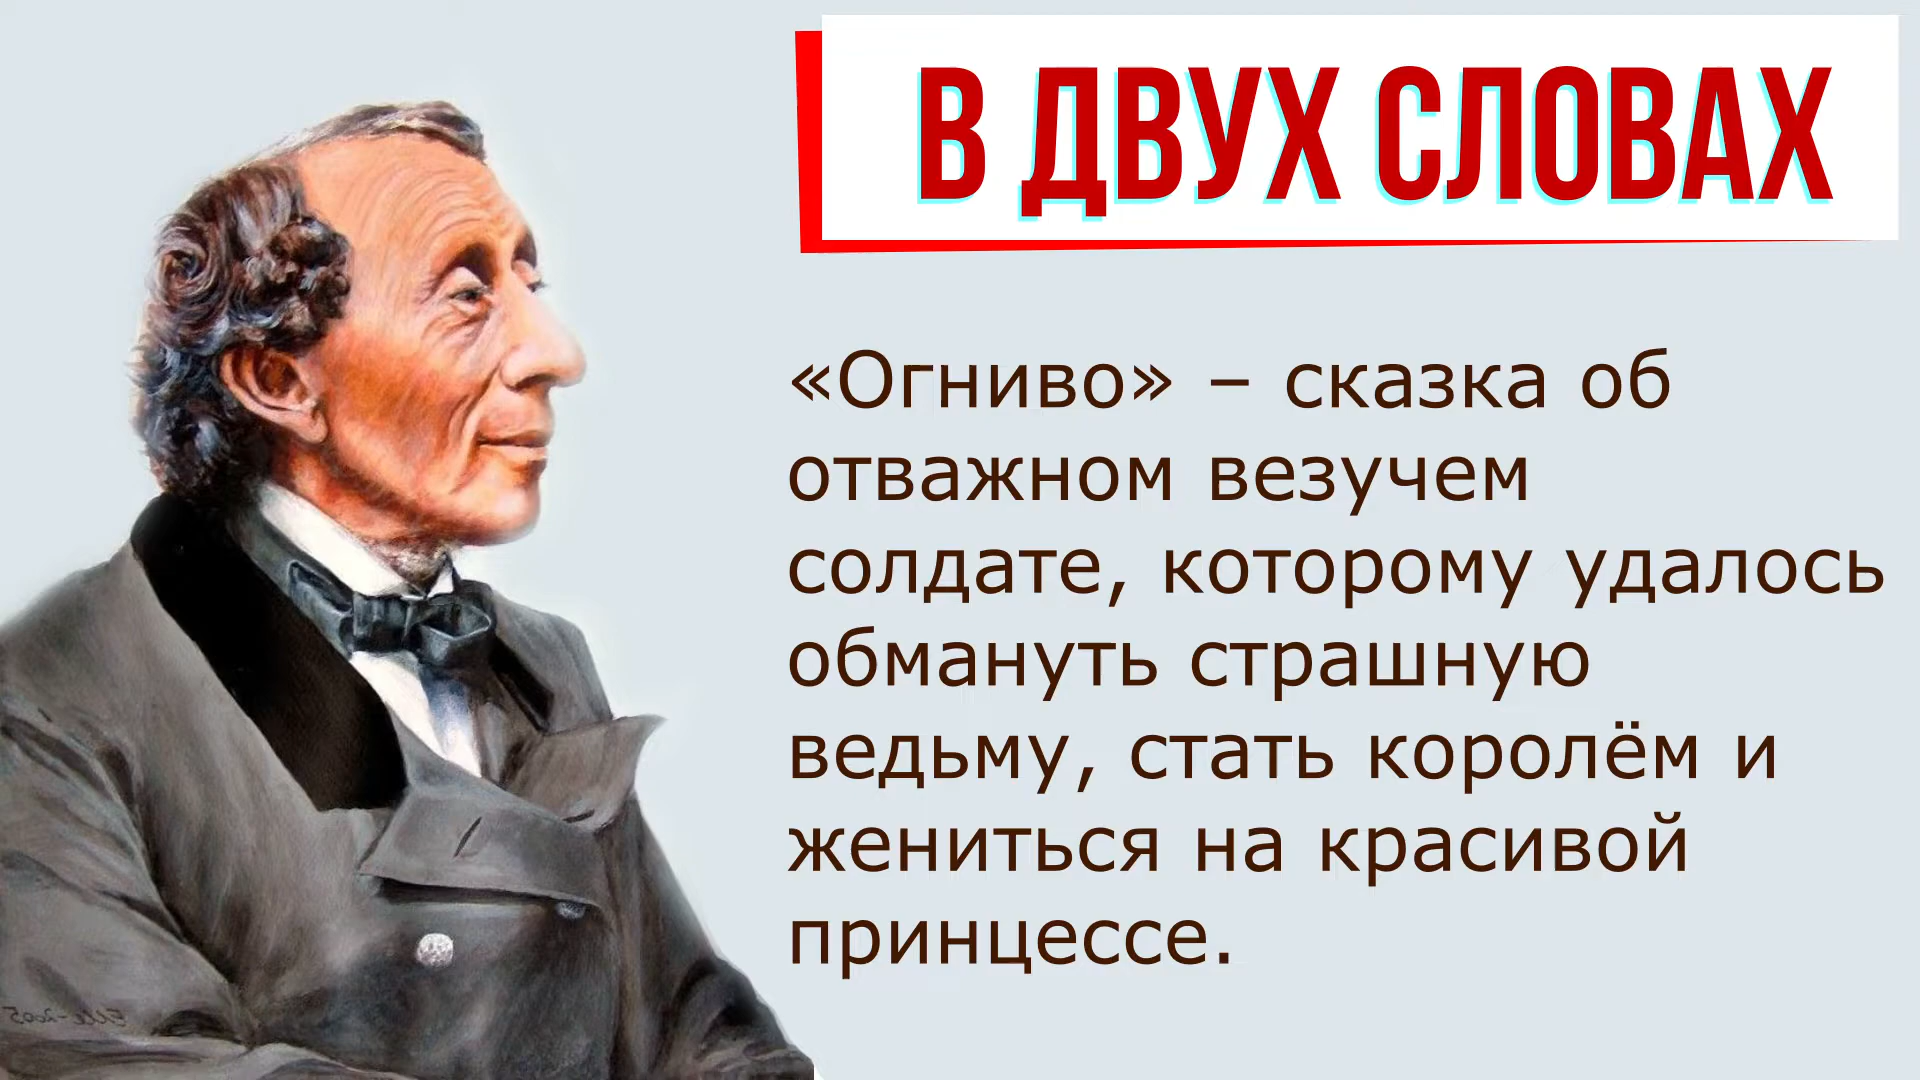 В ДВУХ СЛОВАХ
«Огниво» – сказка об
отважном везучем
солдате, которому удалось
обмануть страшную
ведьму, стать королём и
жениться на красивой
принцессе.